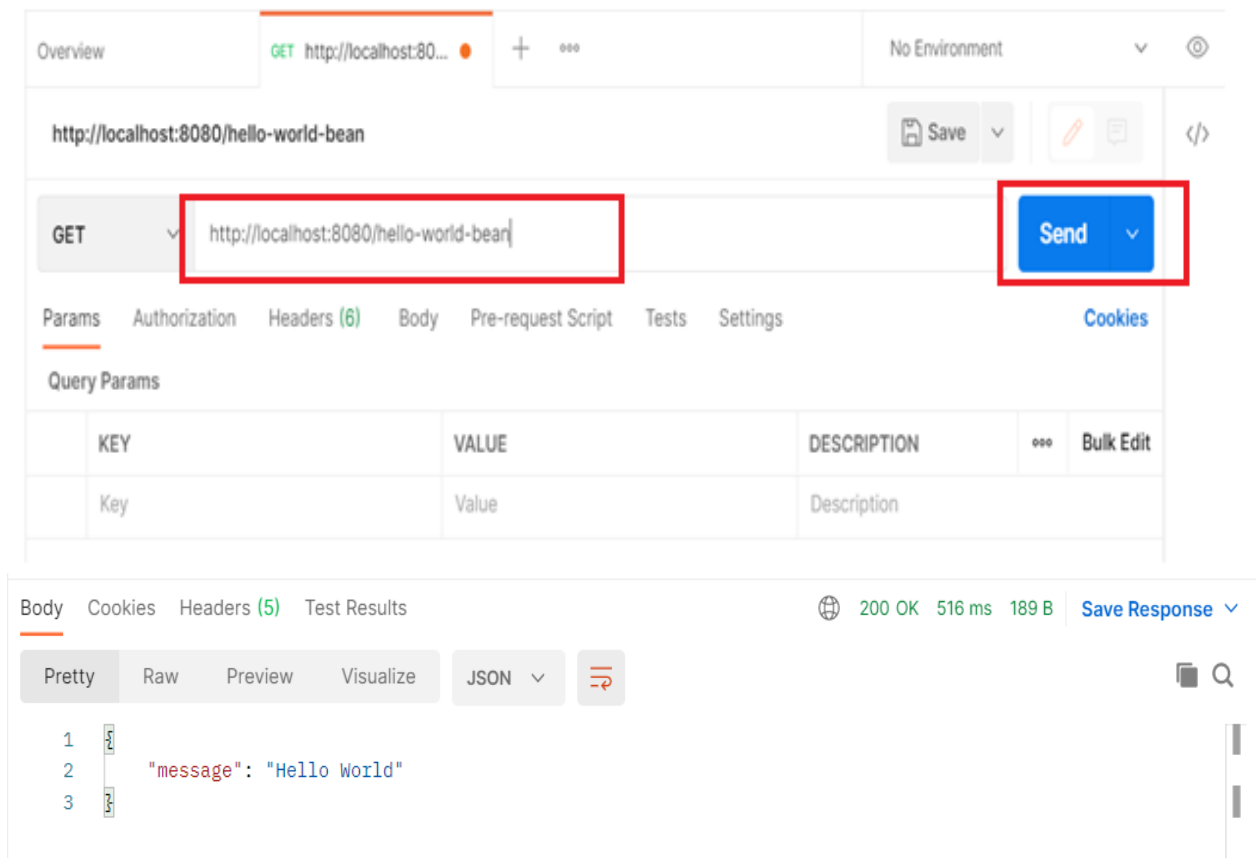 Overview GET http://localhost:80... No Environment
http://localhost:8080/hello-world-bean Save
GET http://localhost:8080/hello-world-bean Send
Params Authorization Headers (6) Body Pre-request Script Tests Settings Cookies
Query Params
KEY VALUE DESCRIPTION Bulk Edit
Key Value Description
Body Cookies Headers (5) Test Results 200 OK 516 ms 189 B Save Response
Pretty Raw Preview Visualize JSON
1 {
2 "message": "Hello World"
3 }